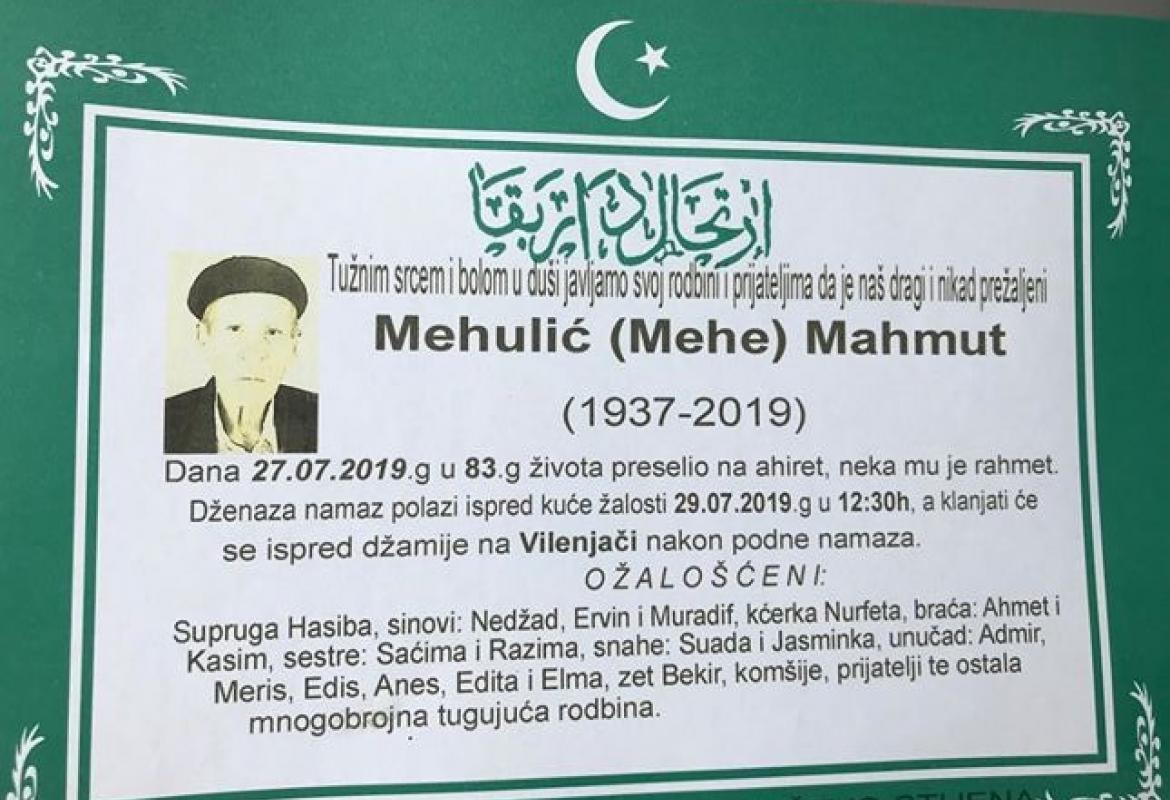 ارتحال دار بقا
Tužnim srcem i bolom u duši javljamo svoj rodbini i prijateljima da je naš dragi i nikad prežaljeni
Mehulić (Mehe) Mahmut
(1937-2019)
Dana 27.07.2019.g u 83.g života preselio na ahiret, neka mu je rahmet.
Dženaza namaz polazi ispred kuće žalosti 29.07.2019.g u 12:30h, a klanjati će
se ispred džamije na Vilenjači nakon podne namaza.
OŽALOŠĆENI:
Supruga Hasiba, sinovi: Nedžad, Ervin i Muradif, kćerka Nurfeta, braća: Ahmet i
Kasim, sestre: Saćima i Razima, snahe: Suada i Jasminka, unučad: Admir,
Meris, Edis, Anes, Edita i Elma, zet Bekir, komšije, prijatelji te ostala
mnogobrojna tugujuća rodbina.